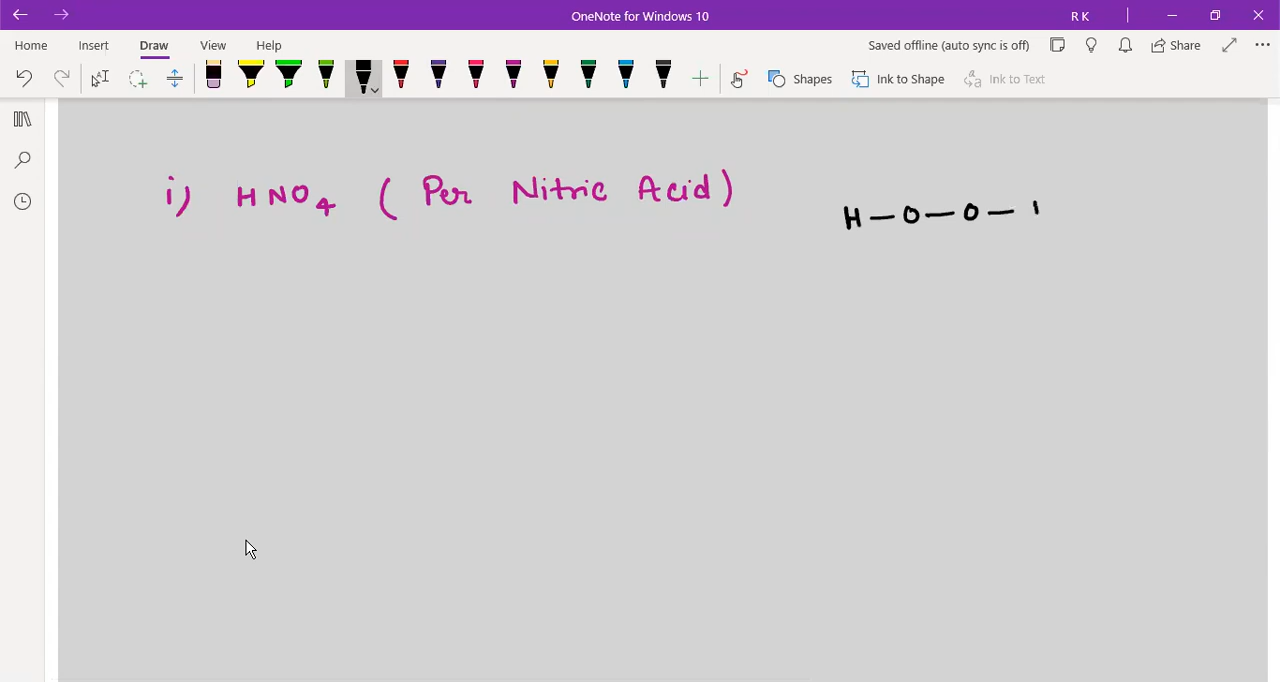 OneNote for Windows 10
R K
Home Insert Draw View Help
Saved offline (auto sync is off)
Share
Shapes
Ink to Shape
Ink to Text
i) HNO4 (Per Nitric Acid)
H — O — O —